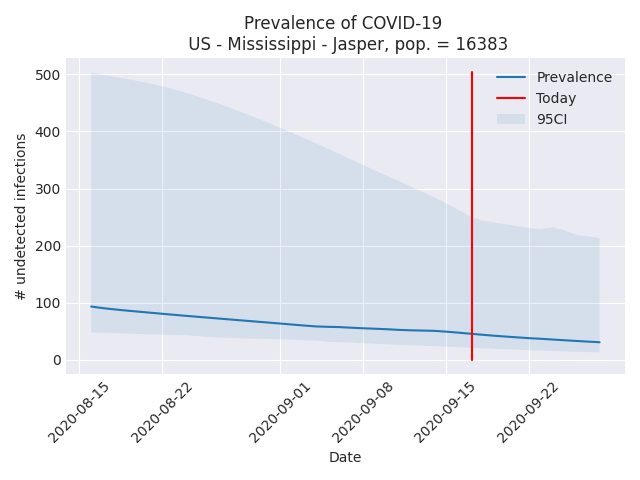 Prevalence of COVID-19
US - Mississippi - Jasper, pop. = 16383
# undetected infections
500
400
300
200
100
0
Prevalence
Today
95CI
2020-08-15
2020-08-22
2020-09-01
2020-09-08
2020-09-15
2020-09-22
Date